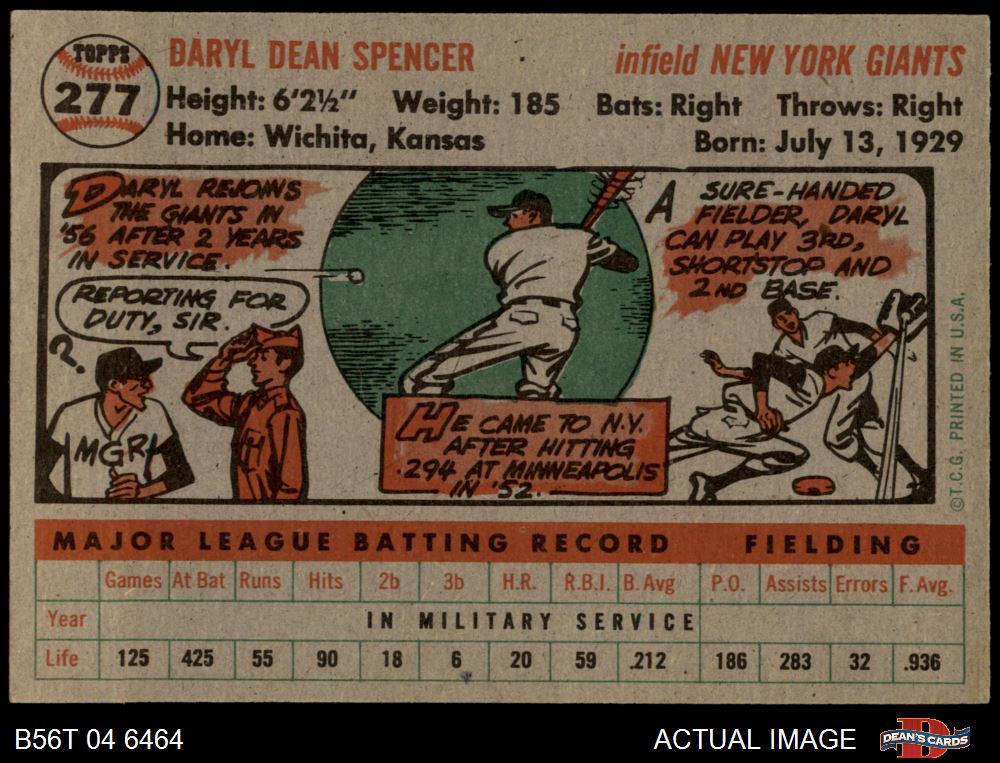 TOPPS
277
DARYL DEAN SPENCER
infield NEW YORK GIANTS
Height: 6'2½" Weight: 185 Bats: Right Throws: Right
Home: Wichita, Kansas
Born: July 13, 1929
DARYL REJOINS
THE GIANTS IN
'56 AFTER 2 YEARS
IN SERVICE.
REPORTING FOR
DUTY, SIR.
?
MGR.
HE CAME TO N.Y.
AFTER HITTING
.294 AT MINNEAPOLIS
IN '52.
A SURE-HANDED
FIELDER, DARYL
CAN PLAY 3RD,
SHORTSTOP AND
2ND BASE.
©T.C.G. PRINTED IN U.S.A.
MAJOR LEAGUE BATTING RECORD FIELDING
Games At Bat Runs Hits 2b 3b H.R. R.B.I. B. Avg P.O. Assists Errors F. Avg.
Year IN MILITARY SERVICE
Life 125 425 55 90 18 6 20 59 .212 186 283 32 .936
B56T 04 6464
ACTUAL IMAGE
D
DEAN'S CARDS